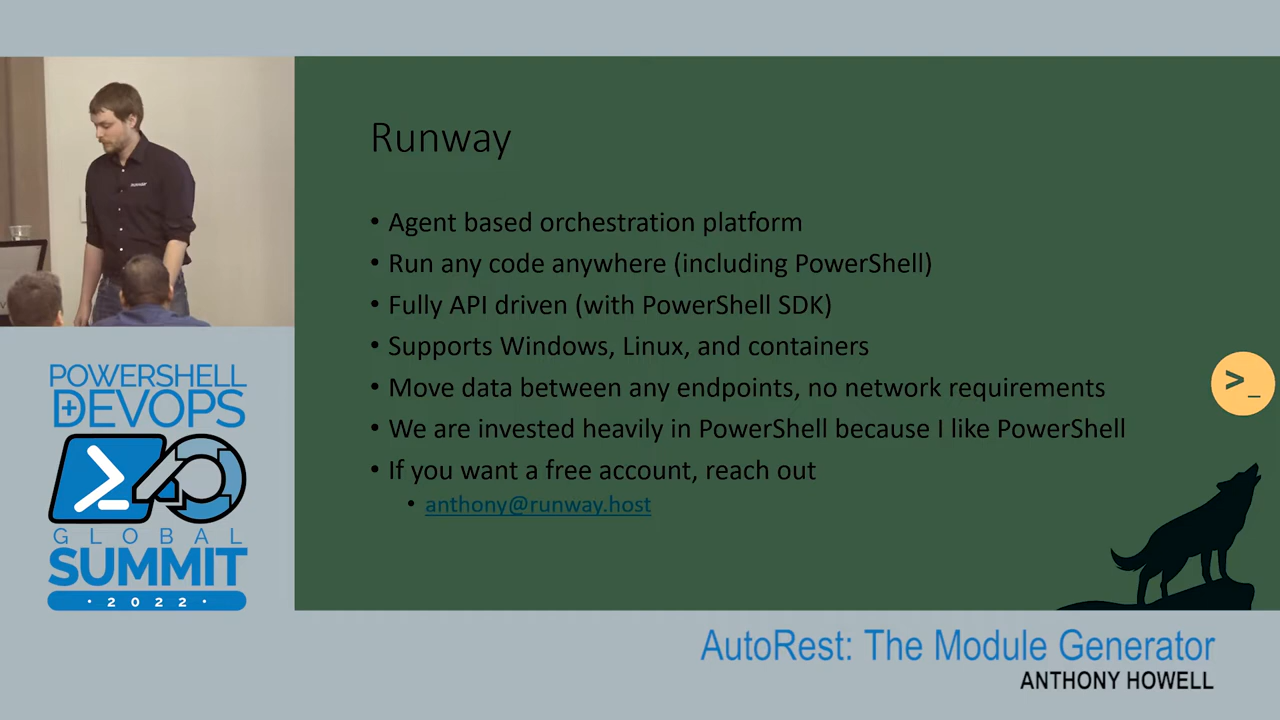 Runway
• Agent based orchestration platform
• Run any code anywhere (including PowerShell)
• Fully API driven (with PowerShell SDK)
• Supports Windows, Linux, and containers
• Move data between any endpoints, no network requirements
• We are invested heavily in PowerShell because I like PowerShell
• If you want a free account, reach out
• anthony@runway.host
>_
POWERSHELL
+DEVOPS
GLOBAL
SUMMIT
· 2022 ·
AutoRest: The Module Generator
ANTHONY HOWELL